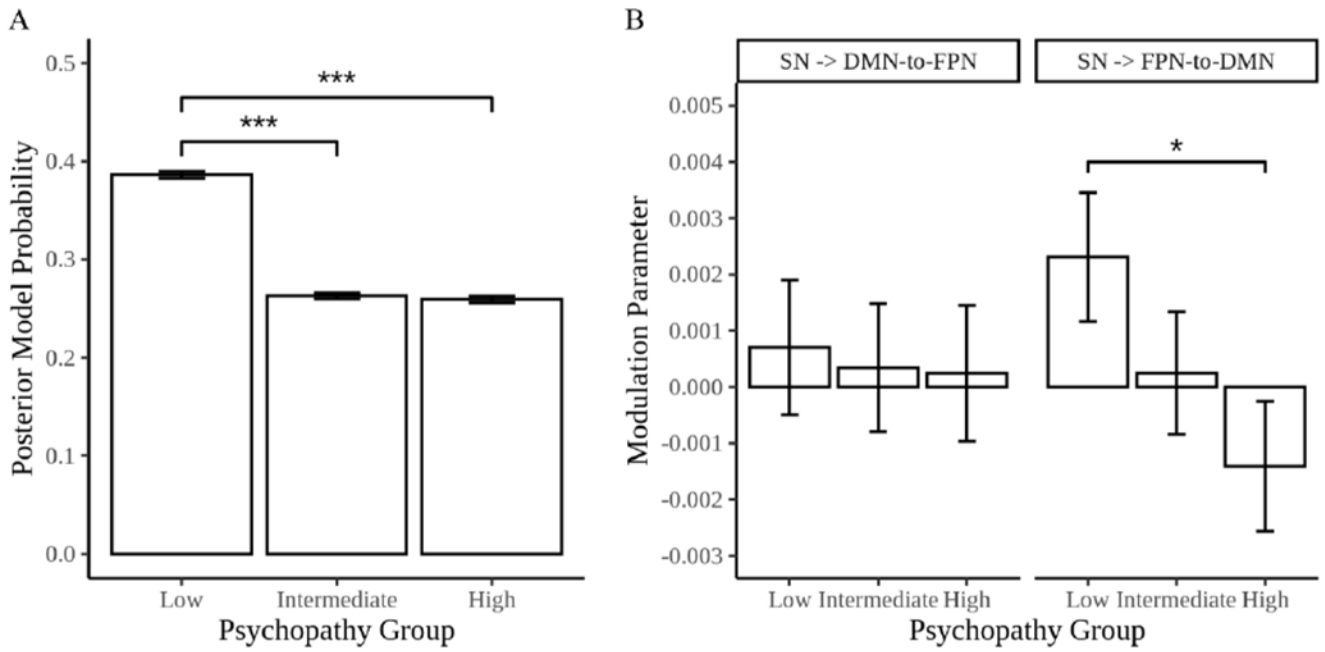 A
Posterior Model Probability
0.5
0.4
0.3
0.2
0.1
0.0
***
***
Low Intermediate High
Psychopathy Group
B
SN -> DMN-to-FPN
SN -> FPN-to-DMN
Modulation Parameter
0.005
0.004
0.003
0.002
0.001
0.000
-0.001
-0.002
-0.003
*
Low Intermediate High
Low Intermediate High
Psychopathy Group